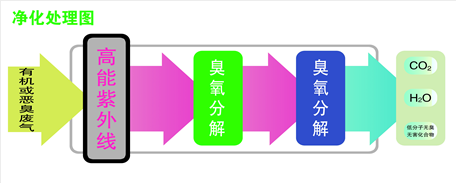 净化处理图
有机或恶臭废气
高能紫外线
臭氧分解
臭氧分解
CO₂
H₂O
低分子无臭
无害化合物